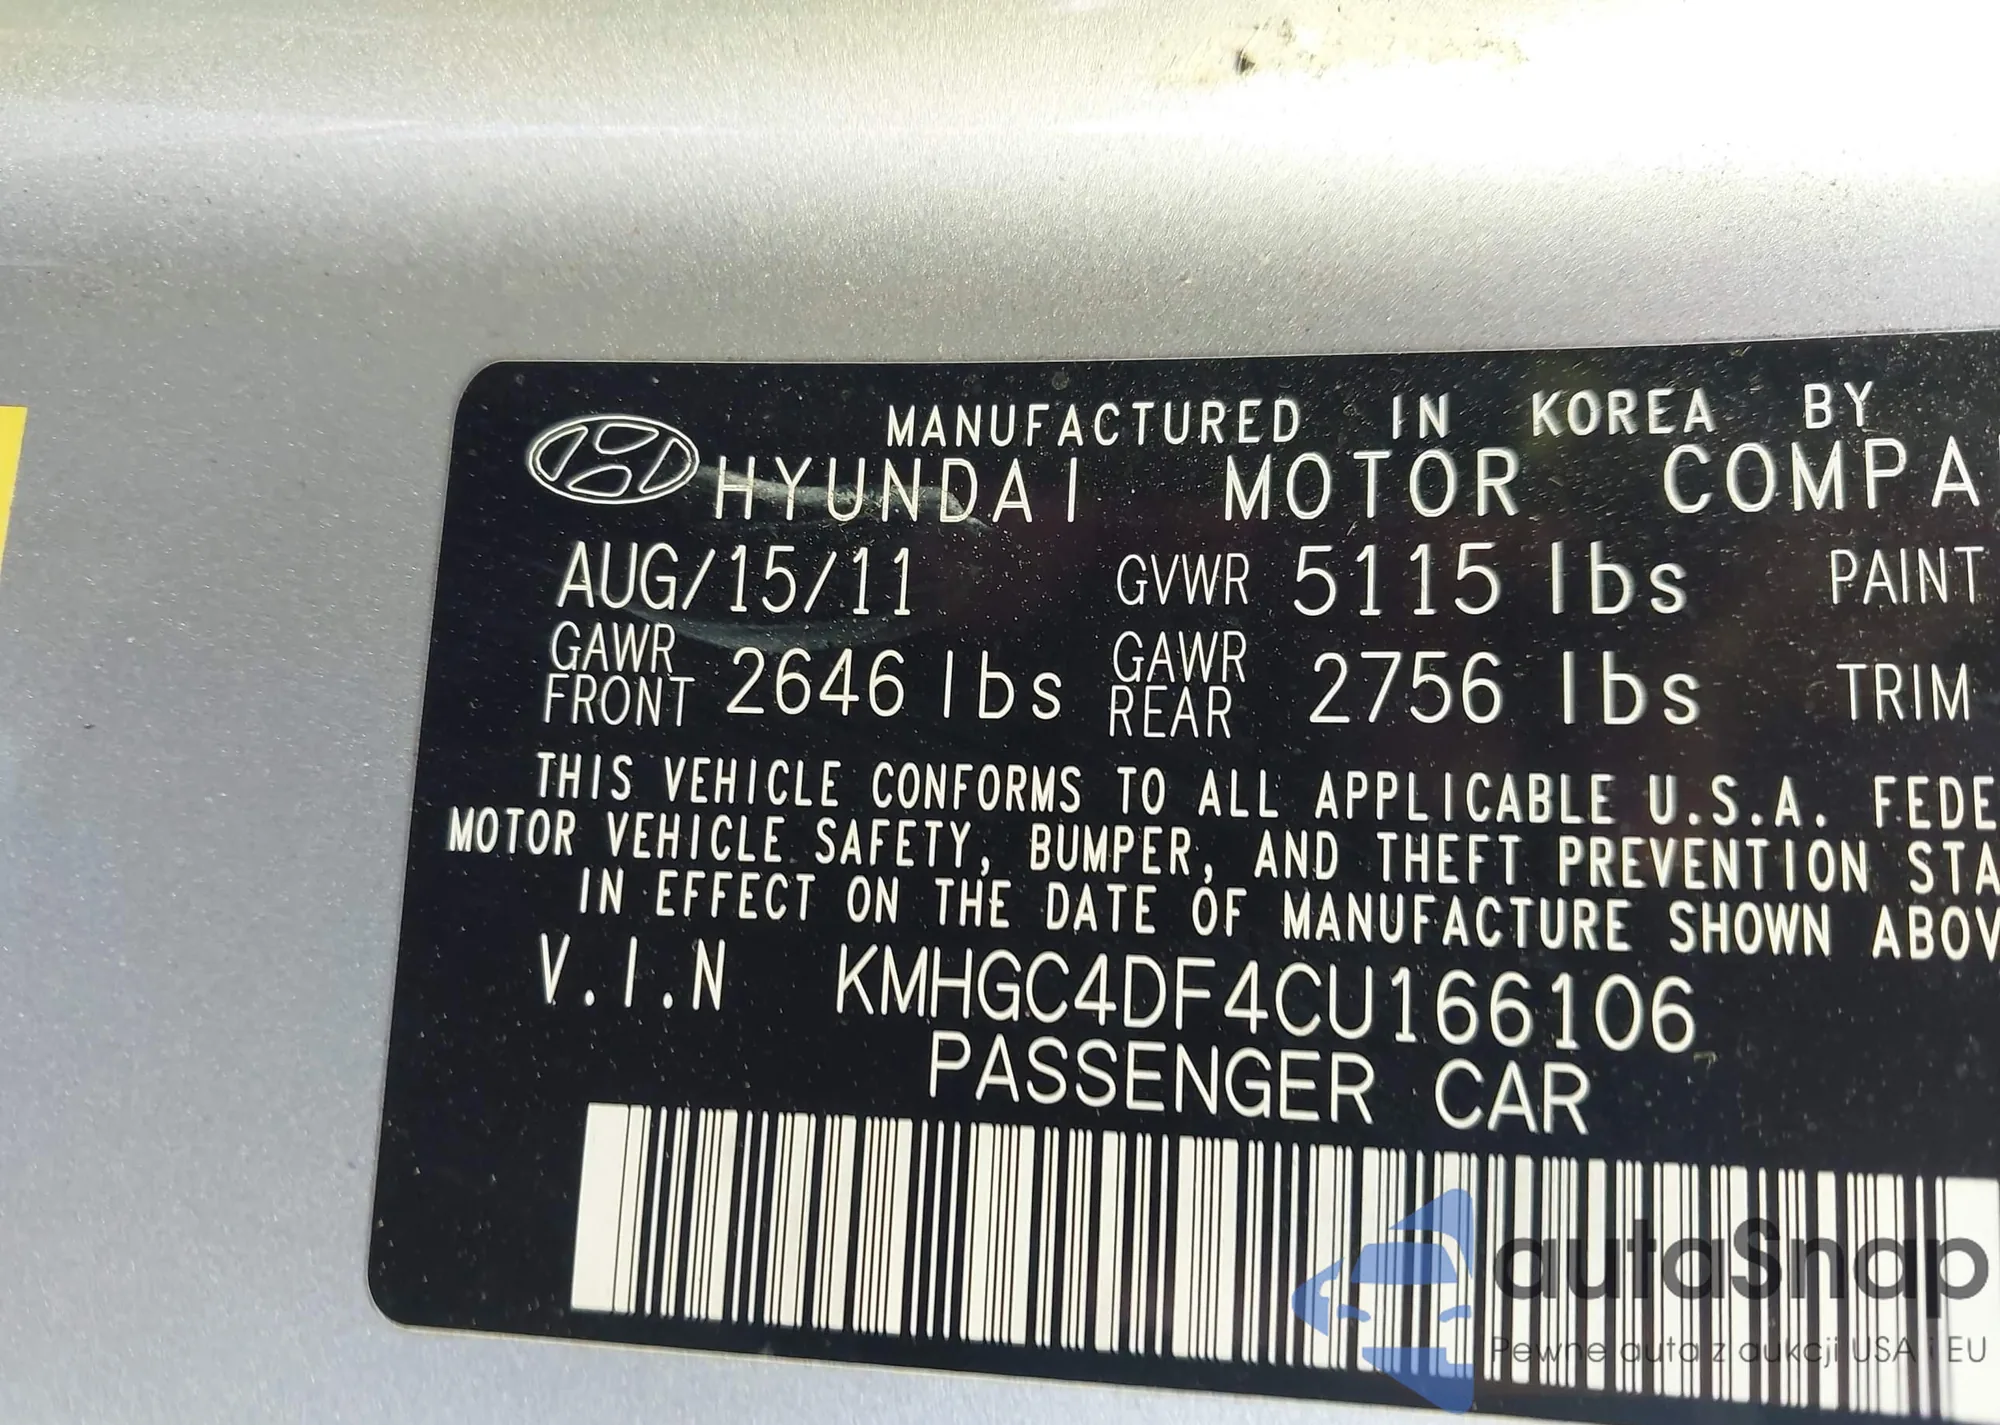 MANUFACTURED IN KOREA BY
HYUNDAI MOTOR COMPA
AUG/15/11 GVWR 5115 lbs PAINT
GAWR FRONT 2646 lbs GAWR REAR 2756 lbs TRIM
THIS VEHICLE CONFORMS TO ALL APPLICABLE U.S.A. FEDE
MOTOR VEHICLE SAFETY, BUMPER, AND THEFT PREVENTION STA
IN EFFECT ON THE DATE OF MANUFACTURE SHOWN ABOV
V.I.N KMHGC4DF4CU166106
PASSENGER CAR
autaSnap
Pewne auta z aukcji USA i EU